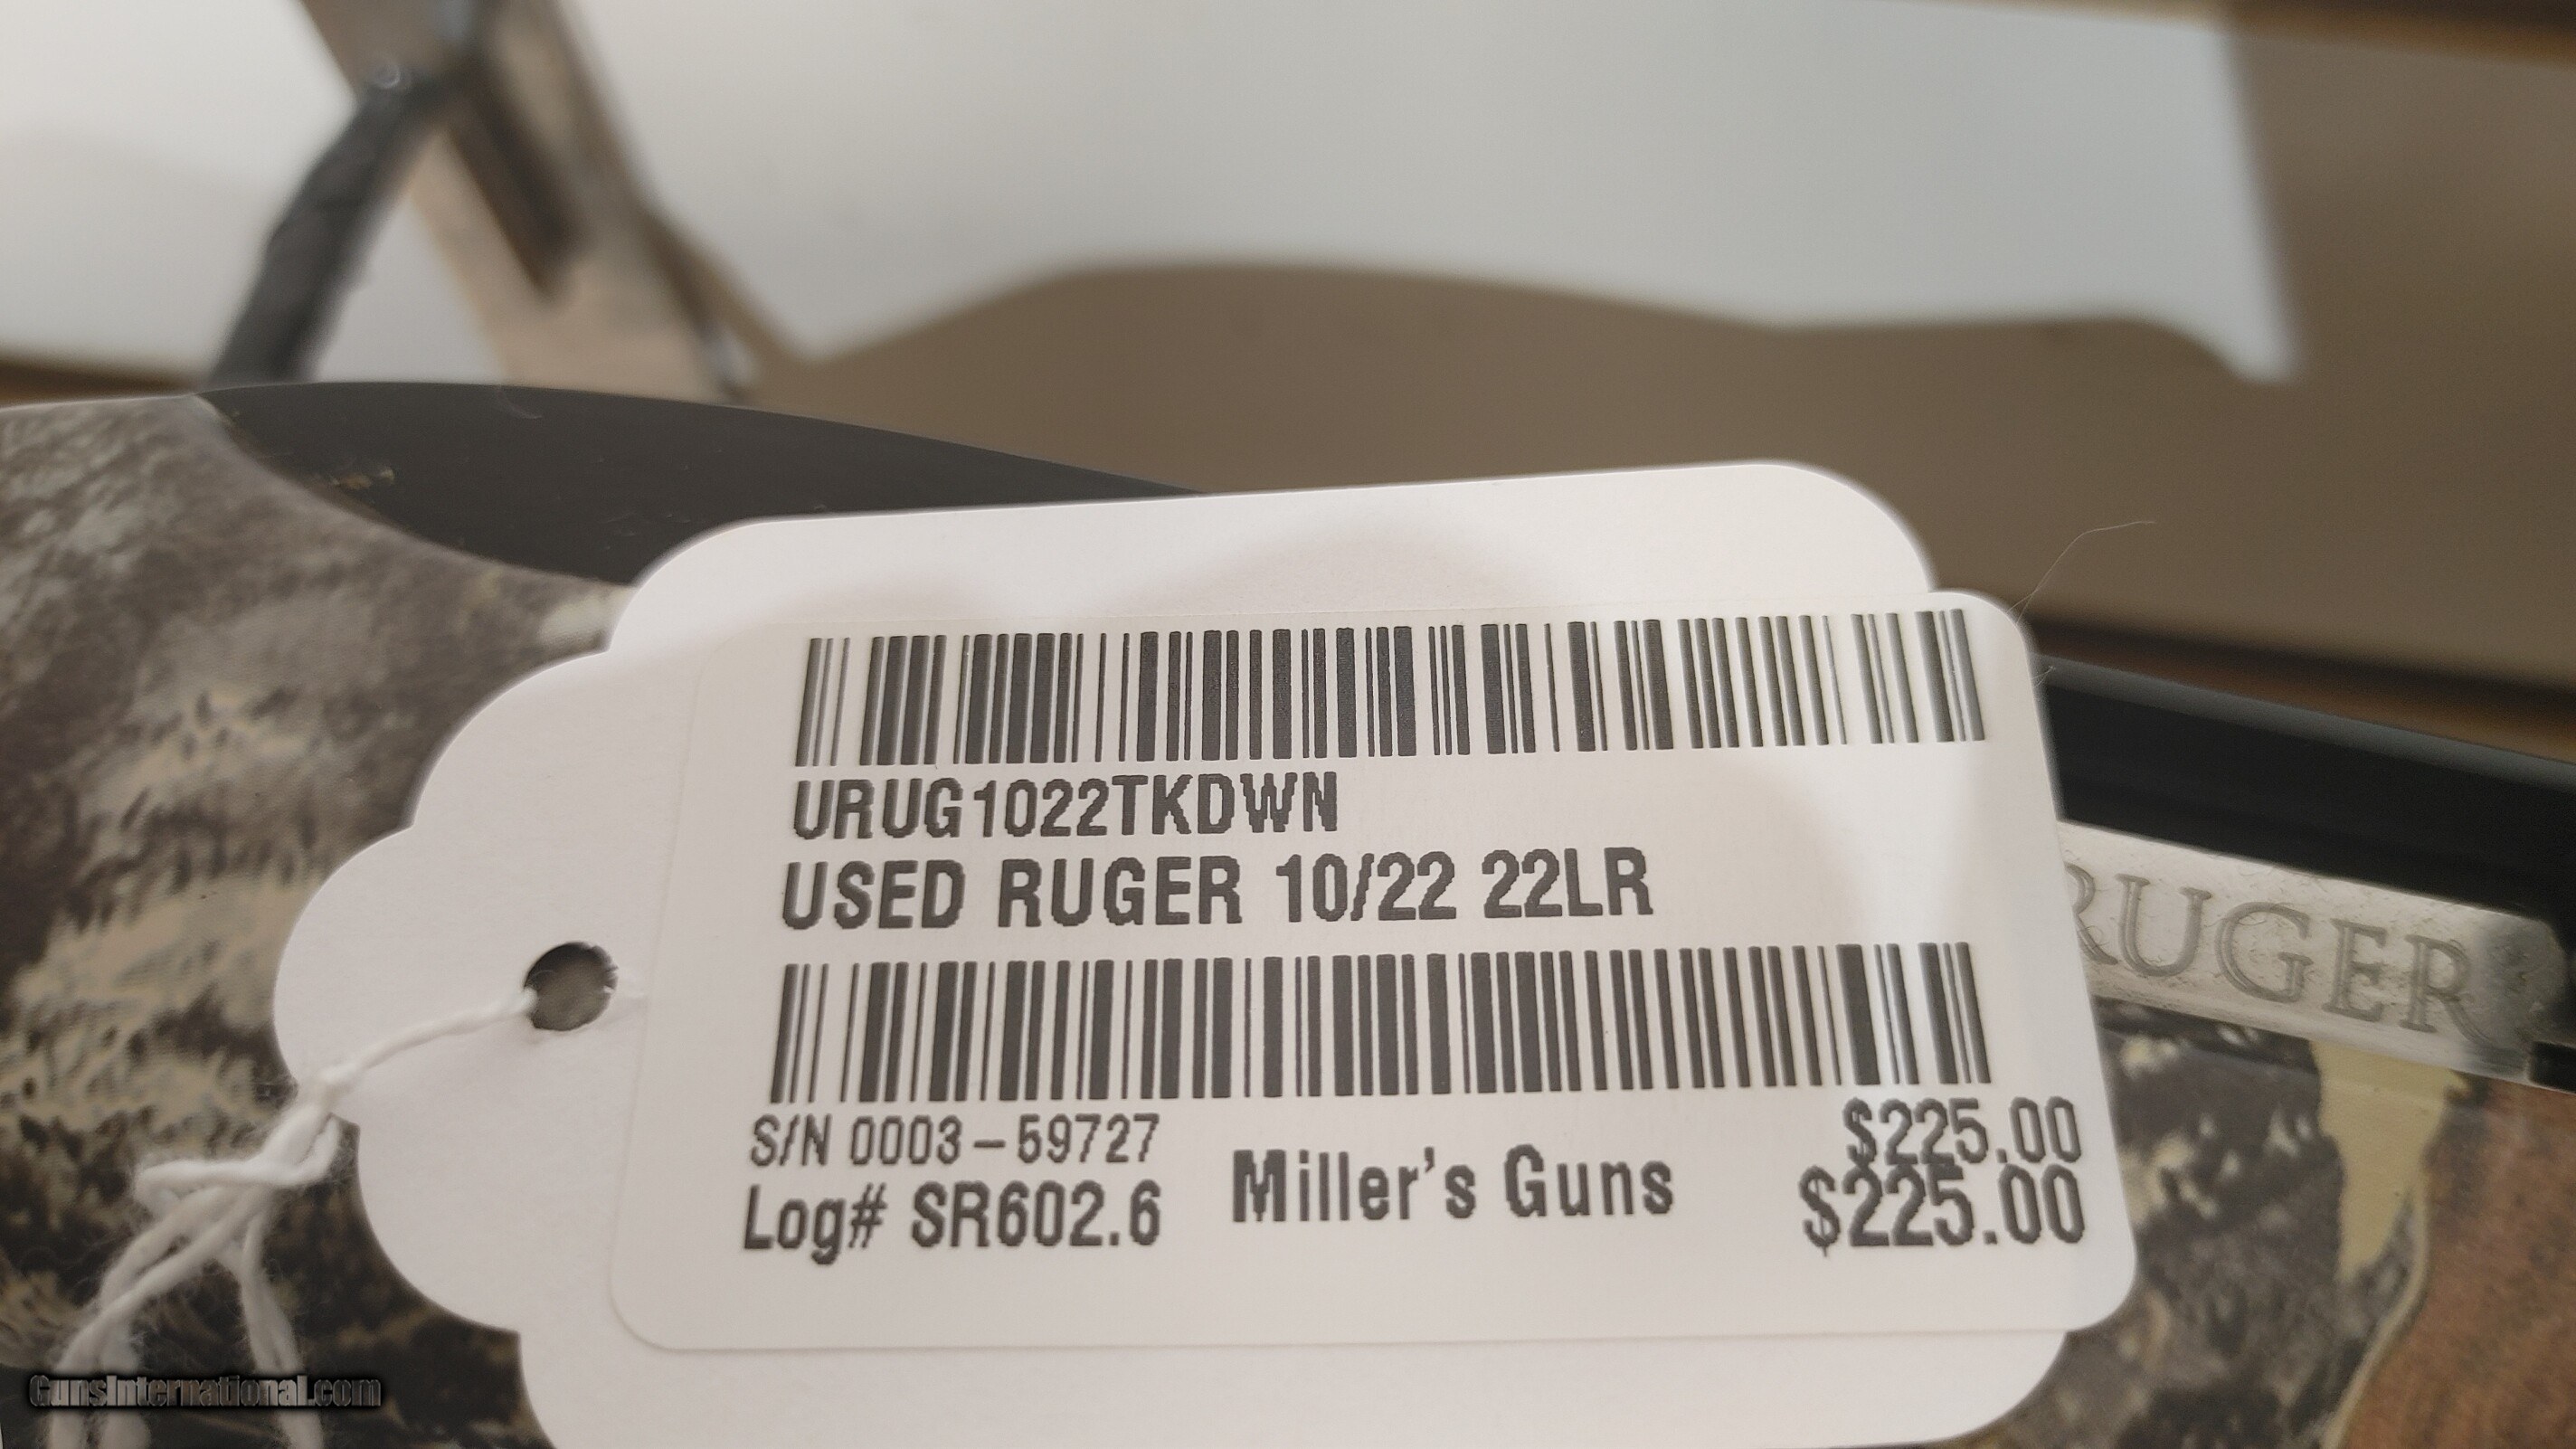 URUG1022TKDWN
USED RUGER 10/22 22LR
S/N 0003-59727
Log# SR602.6
Miller's Guns
$225.00
$225.00
RUGER
GunsInternational.com